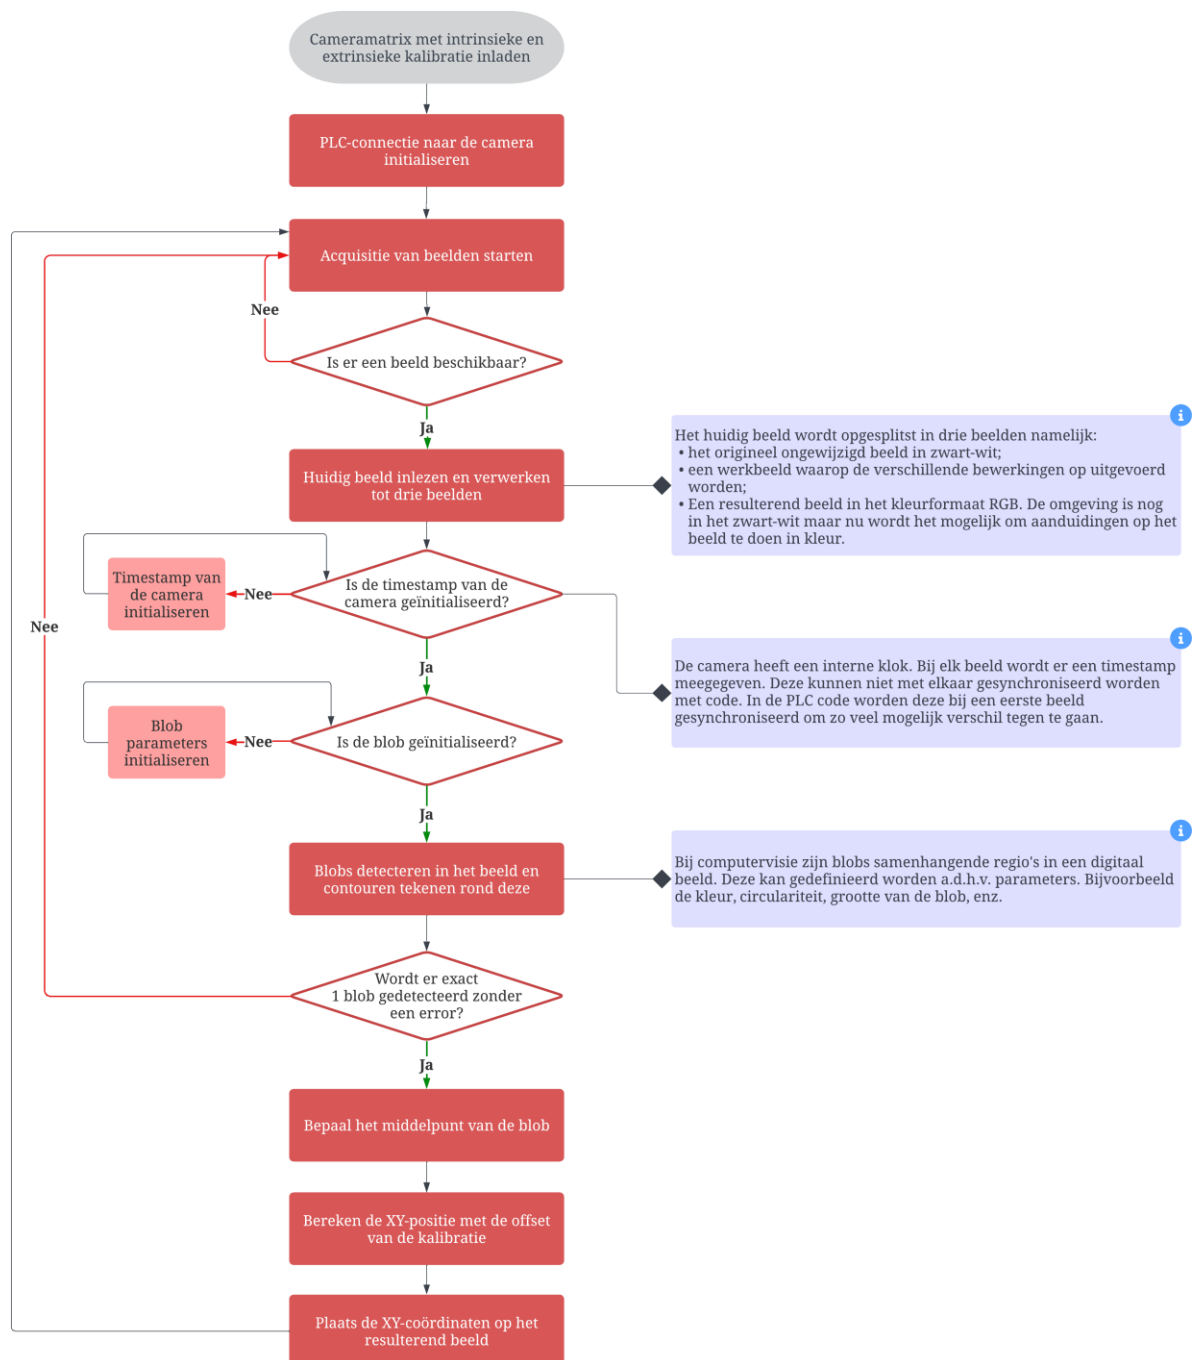 Cameramatrix met intrinsieke en
extrinsieke kalibratie inladen
PLC-connectie naar de camera
initialiseren
Acquisitie van beelden starten
Nee
Is er een beeld beschikbaar?
Ja
Huidig beeld inlezen en verwerken
tot drie beelden
Het huidig beeld wordt opgesplitst in drie beelden namelijk:
• het origineel ongewijzigd beeld in zwart-wit;
• een werkbeeld waarop de verschillende bewerkingen op uitgevoerd
worden;
• Een resulterend beeld in het kleurformaat RGB. De omgeving is nog
in het zwart-wit maar nu wordt het mogelijk om aanduidingen op het
beeld te doen in kleur.
Timestamp van
de camera
initialiseren
Nee
Is de timestamp van de
camera geïnitialiseerd?
Nee
Ja
De camera heeft een interne klok. Bij elk beeld wordt er een timestamp
meegegeven. Deze kunnen niet met elkaar gesynchroniseerd worden
met code. In de PLC code worden deze bij een eerste beeld
gesynchroniseerd om zo veel mogelijk verschil tegen te gaan.
Blob
parameters
initialiseren
Nee
Is de blob geïnitialiseerd?
Ja
Blobs detecteren in het beeld en
contouren tekenen rond deze
Bij computervisie zijn blobs samenhangende regio's in een digitaal
beeld. Deze kan gedefinieerd worden a.d.h.v. parameters. Bijvoorbeeld
de kleur, circulariteit, grootte van de blob, enz.
Wordt er exact
1 blob gedetecteerd zonder
een error?
Ja
Bepaal het middelpunt van de blob
Bereken de XY-positie met de offset
van de kalibratie
Plaats de XY-coördinaten op het
resulterend beeld